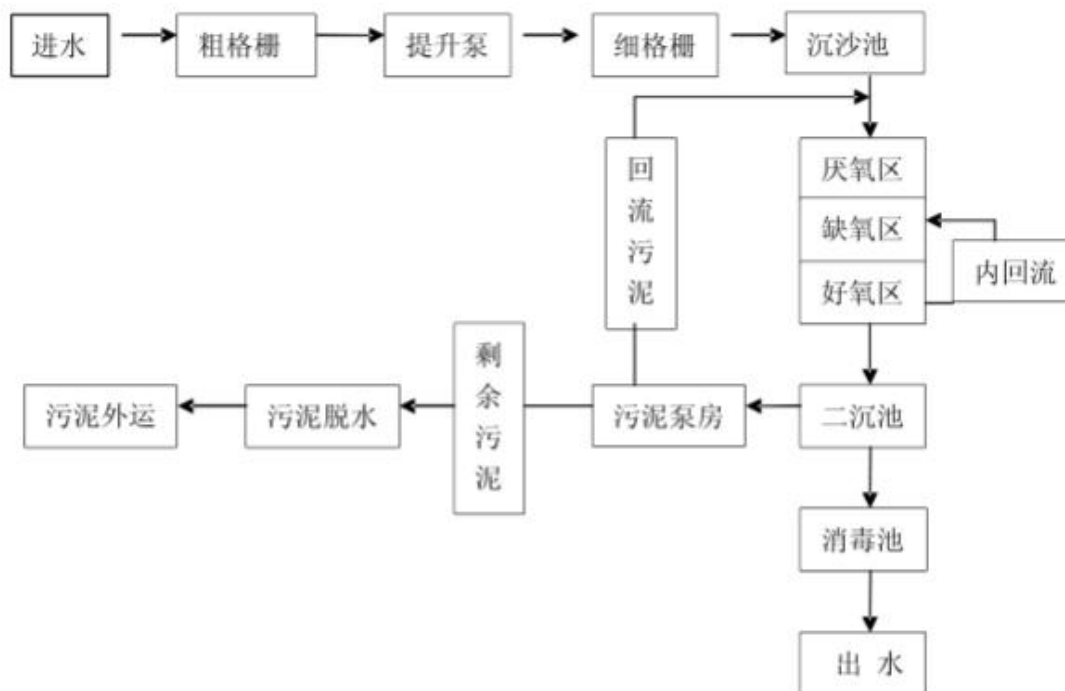 进水
粗格栅
提升泵
细格栅
沉沙池
回流污泥
厌氧区
缺氧区
内回流
好氧区
剩余污泥
污泥外运
污泥脱水
污泥泵房
二沉池
消毒池
出 水